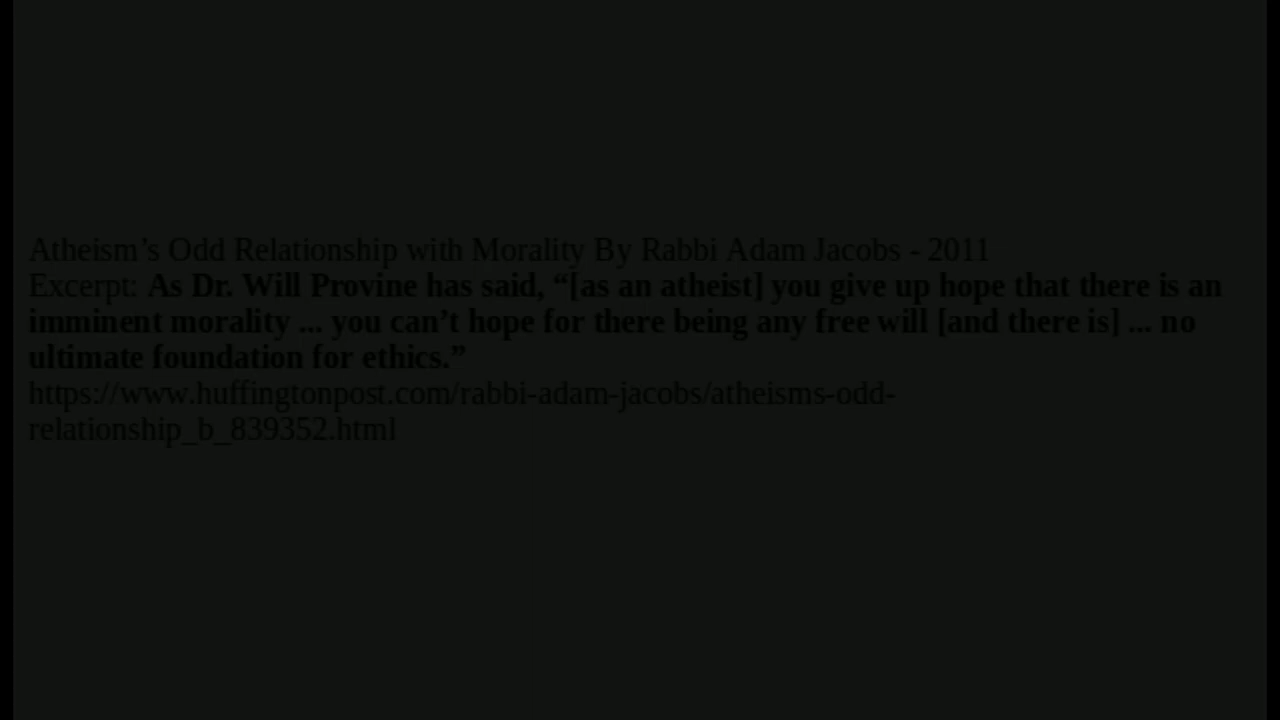 Atheism’s Odd Relationship with Morality By Rabbi Adam Jacobs - 2011
Excerpt: As Dr. Will Provine has said, “[as an atheist] you give up hope that there is an
imminent morality ... you can’t hope for there being any free will [and there is] ... no
ultimate foundation for ethics.”
https://www.huffingtonpost.com/rabbi-adam-jacobs/atheisms-odd-
relationship_b_839352.html